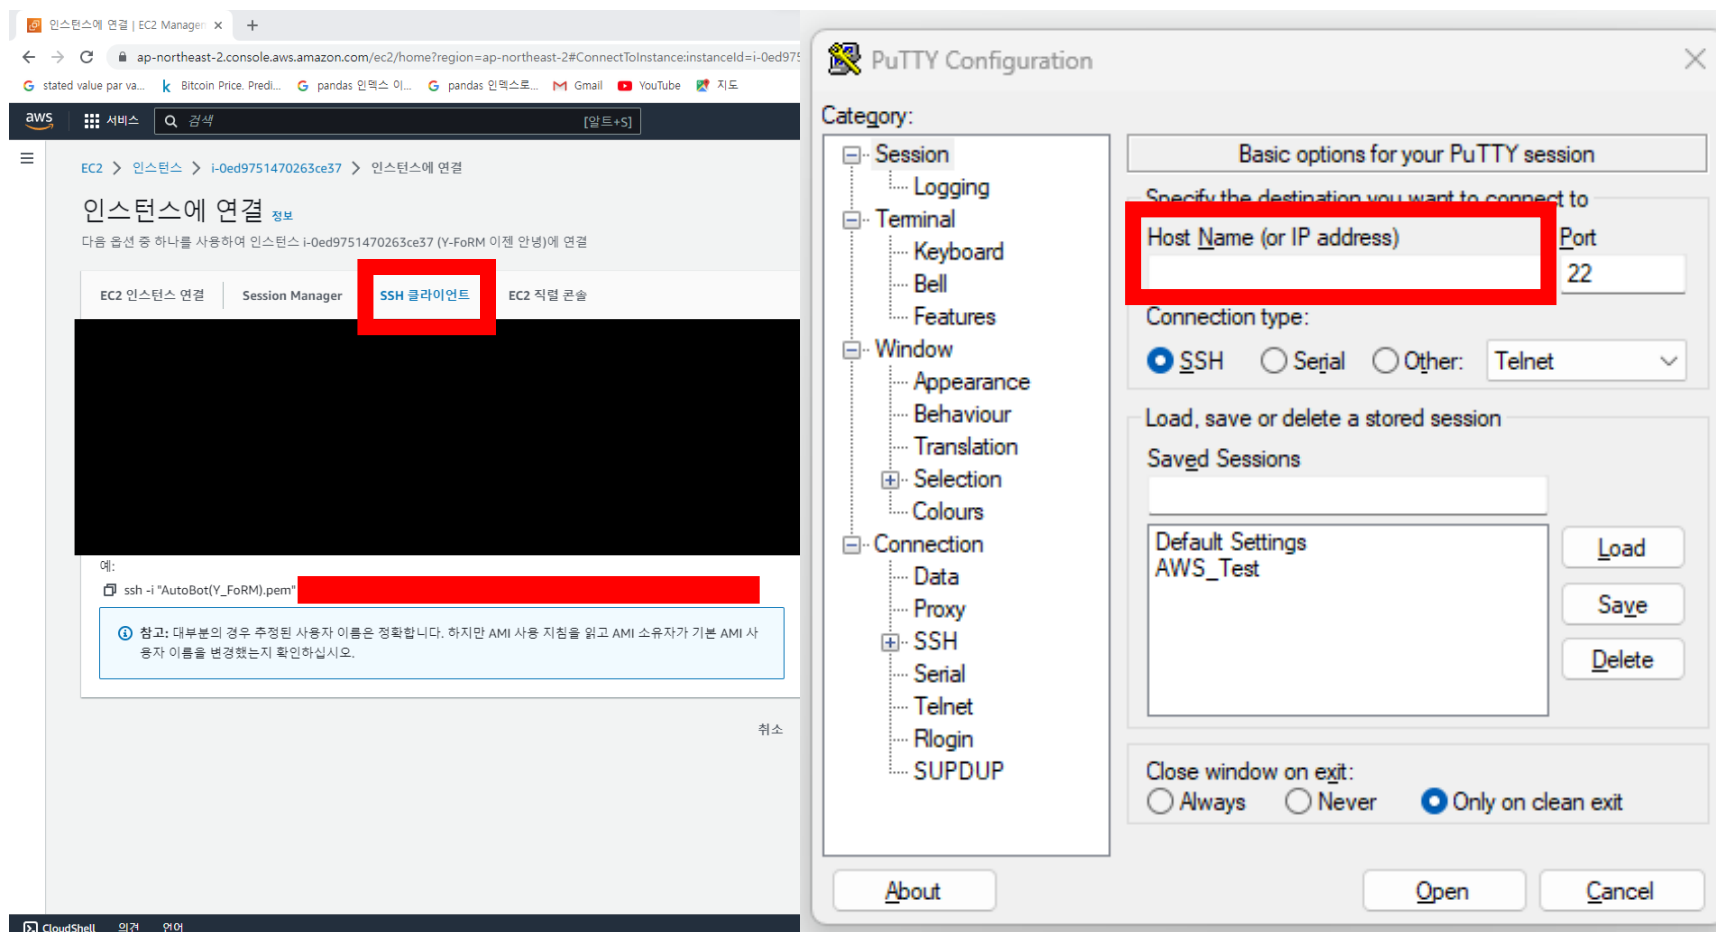 인스턴스에 연결 | EC2 Managen
ap-northeast-2.console.aws.amazon.com/ec2/home?region=ap-northeast-2#ConnectToInstance:instanceId=i-0ed975
stated value par va... Bitcoin Price. Predi... pandas 인덱스 이... pandas 인덱스로... Gmail YouTube 지도
aws 서비스 검색 [알트+S]
EC2 > 인스턴스 > i-0ed9751470263ce37 > 인스턴스에 연결
인스턴스에 연결 정보
다음 옵션 중 하나를 사용하여 인스턴스 i-0ed9751470263ce37 (Y-FoRM 이젠 안녕)에 연결
EC2 인스턴스 연결 Session Manager SSH 클라이언트 EC2 직렬 콘솔
예:
ssh -i "AutoBot(Y_FoRM).pem"
참고: 대부분의 경우 추정된 사용자 이름은 정확합니다. 하지만 AMI 사용 지침을 읽고 AMI 소유자가 기본 AMI 사
용자 이름을 변경했는지 확인하십시오.
취소
CloudShell 의견 언어
PuTTY Configuration
Category:
Session
Logging
Terminal
Keyboard
Bell
Features
Window
Appearance
Behaviour
Translation
Selection
Colours
Connection
Data
Proxy
SSH
Serial
Telnet
Rlogin
SUPDUP
Basic options for your PuTTY session
Specify the destination you want to connect to
Host Name (or IP address) Port
22
Connection type:
SSH Serial Other: Telnet
Load, save or delete a stored session
Saved Sessions
Default Settings
AWS_Test
Load
Save
Delete
Close window on exit:
Always Never Only on clean exit
About Open Cancel